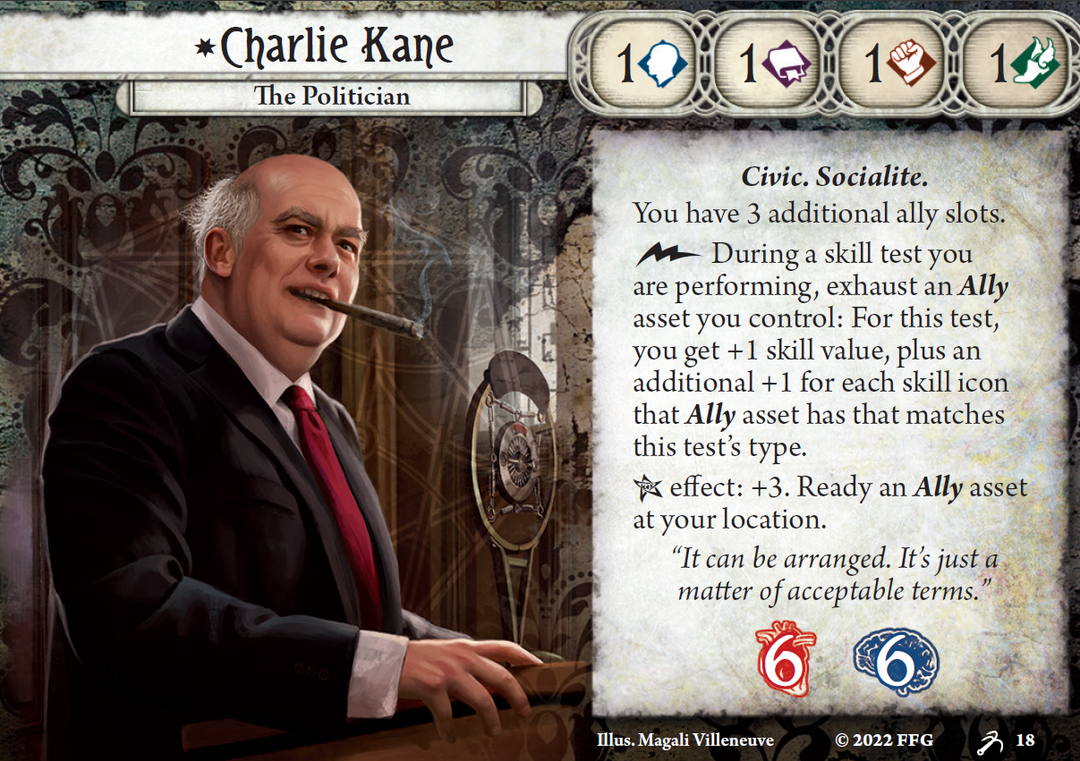 Charlie Kane
The Politician
1 1 1 1
Civic. Socialite.
You have 3 additional ally slots.
During a skill test you
are performing, exhaust an Ally
asset you control: For this test,
you get +1 skill value, plus an
additional +1 for each skill icon
that Ally asset has that matches
this test's type.
effect: +3. Ready an Ally asset
at your location.
“It can be arranged. It's just a
matter of acceptable terms.”
6 6
Illus. Magali Villeneuve © 2022 FFG 18